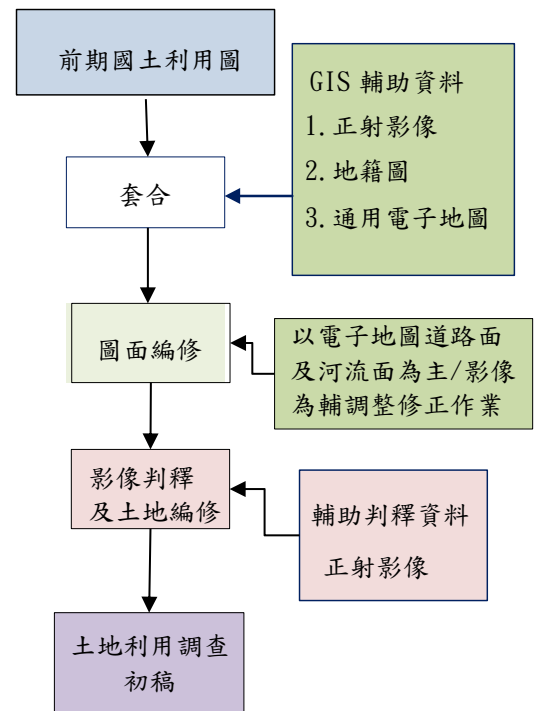 前期國土利用圖
GIS 輔助資料
1.正射影像
2.地籍圖
3.通用電子地圖
套合
圖面編修
以電子地圖道路面
及河流面為主/影像
為輔調整修正作業
影像判釋
及土地編修
輔助判釋資料
正射影像
土地利用調查
初稿